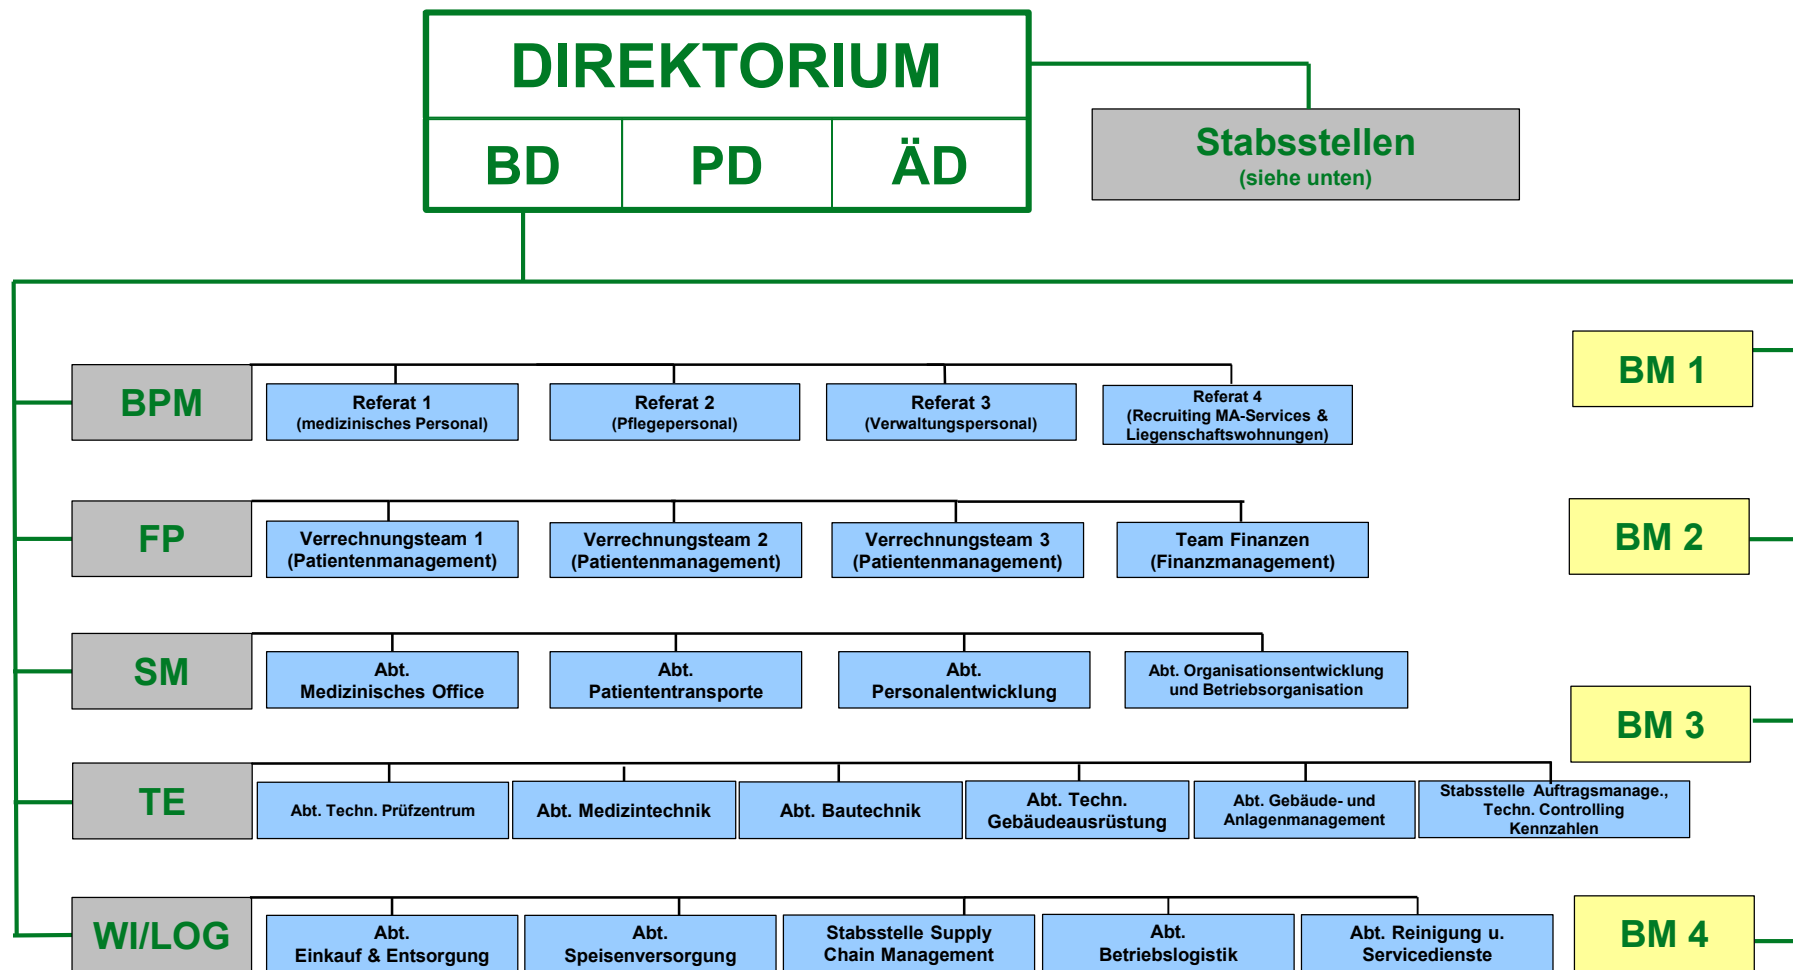 DIREKTORIUM
BD
PD
ÄD
Stabsstellen
(siehe unten)
BPM
Referat 1
(medizinisches Personal)
Referat 2
(Pflegepersonal)
Referat 3
(Verwaltungspersonal)
Referat 4
(Recruiting MA-Services &
Liegenschaftswohnungen)
BM 1
FP
Verrechnungsteam 1
(Patientenmanagement)
Verrechnungsteam 2
(Patientenmanagement)
Verrechnungsteam 3
(Patientenmanagement)
Team Finanzen
(Finanzmanagement)
BM 2
SM
Abt.
Medizinisches Office
Abt.
Patiententransporte
Abt.
Personalentwicklung
Abt. Organisationsentwicklung
und Betriebsorganisation
BM 3
TE
Abt. Techn. Prüfzentrum
Abt. Medizintechnik
Abt. Bautechnik
Abt. Techn.
Gebäudeausrüstung
Abt. Gebäude- und
Anlagenmanagement
Stabsstelle Auftragsmanage.,
Techn. Controlling
Kennzahlen
WI/LOG
Abt.
Einkauf & Entsorgung
Abt.
Speisenversorgung
Stabsstelle Supply
Chain Management
Abt.
Betriebslogistik
Abt. Reinigung u.
Servicedienste
BM 4